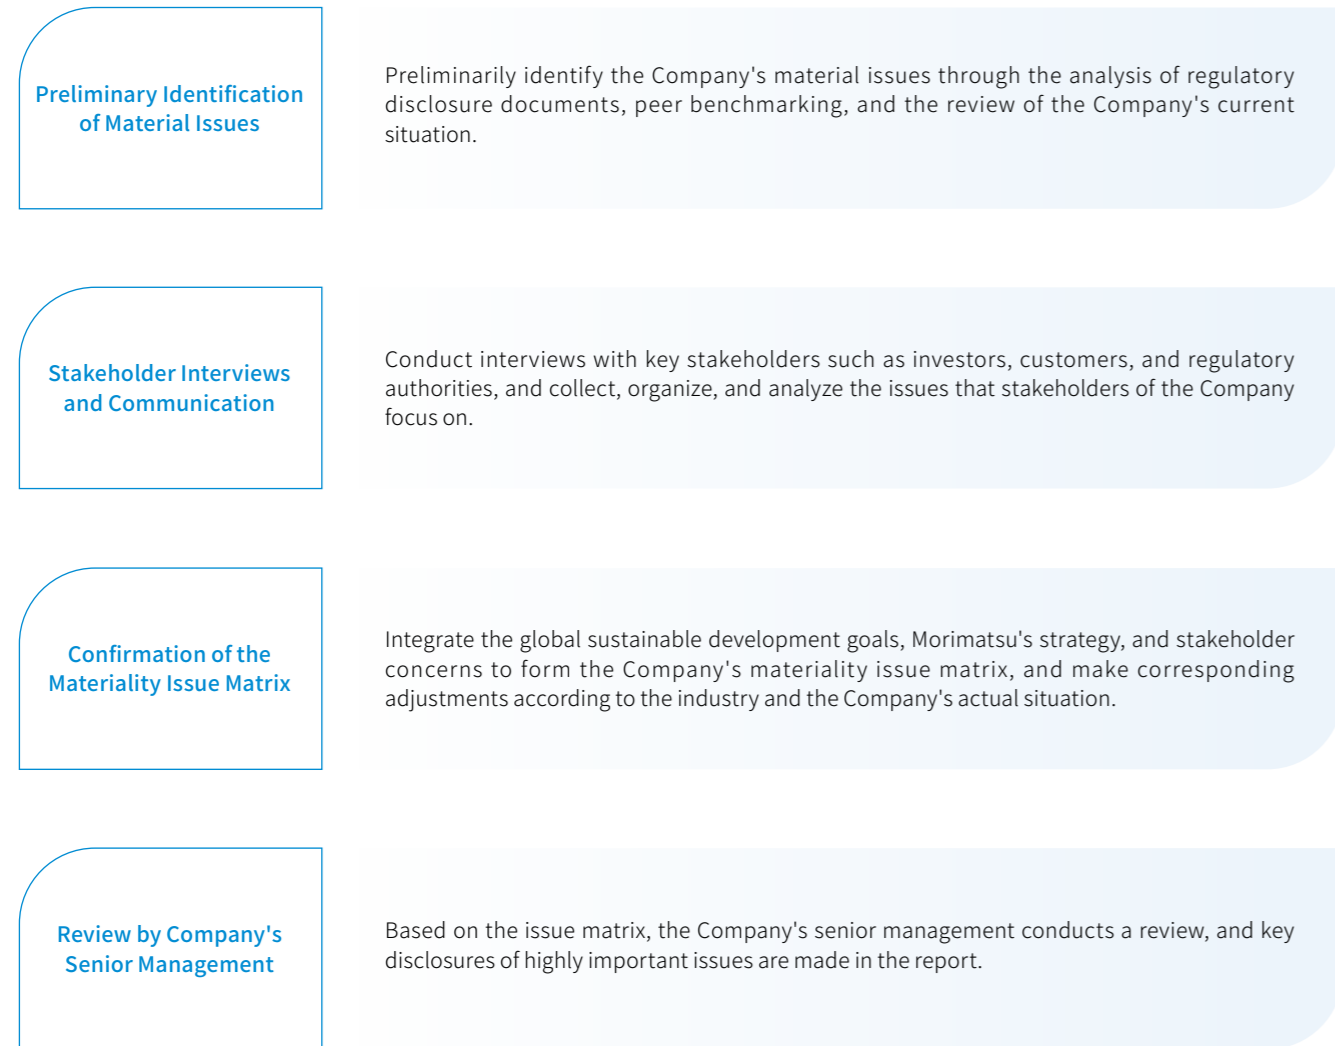 Preliminary Identification
of Material Issues
Preliminarily identify the Company's material issues through the analysis of regulatory
disclosure documents, peer benchmarking, and the review of the Company's current
situation.
Stakeholder Interviews
and Communication
Conduct interviews with key stakeholders such as investors, customers, and regulatory
authorities, and collect, organize, and analyze the issues that stakeholders of the Company
focus on.
Confirmation of the
Materiality Issue Matrix
Integrate the global sustainable development goals, Morimatsu's strategy, and stakeholder
concerns to form the Company's materiality issue matrix, and make corresponding
adjustments according to the industry and the Company's actual situation.
Review by Company's
Senior Management
Based on the issue matrix, the Company's senior management conducts a review, and key
disclosures of highly important issues are made in the report.